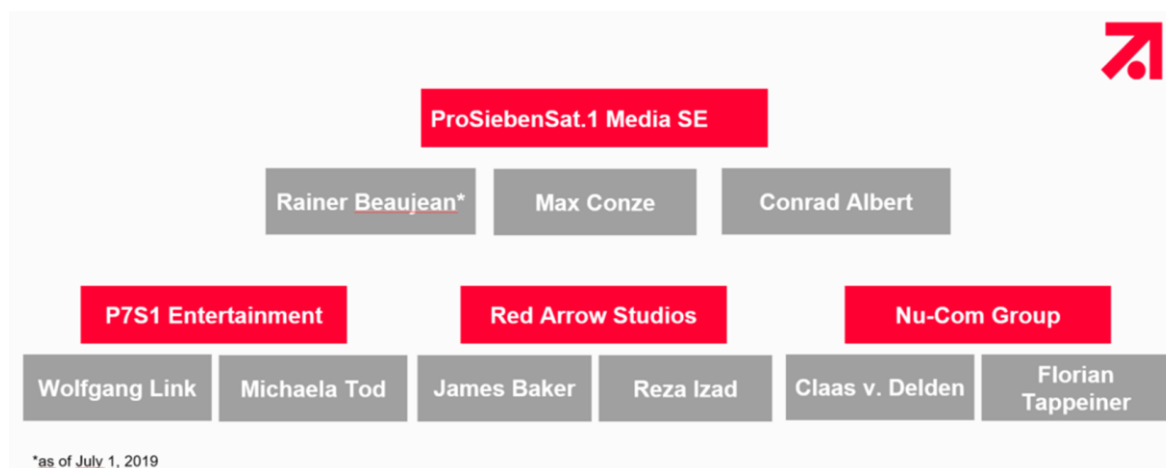 ProSiebenSat.1 Media SE
Rainer Beaujean*
Max Conze
Conrad Albert
P7S1 Entertainment
Red Arrow Studios
Nu-Com Group
Wolfgang Link
Michaela Tod
James Baker
Reza Izad
Claas v. Delden
Florian
Tappeiner
*as of July 1, 2019